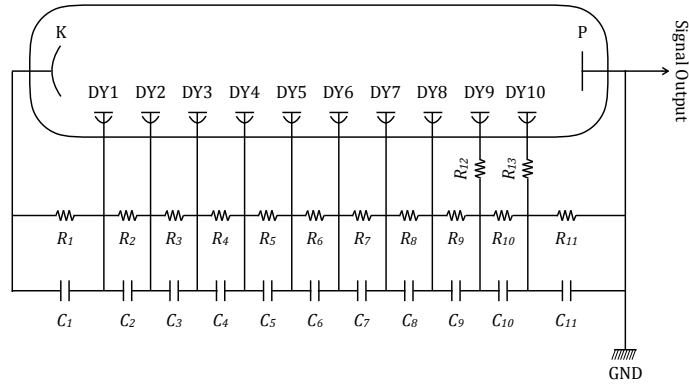 K P
Signal Output
DY1 DY2 DY3 DY4 DY5 DY6 DY7 DY8 DY9 DY10
R12 R13
R1 R2 R3 R4 R5 R6 R7 R8 R9 R10 R11
C1 C2 C3 C4 C5 C6 C7 C8 C9 C10 C11
GND